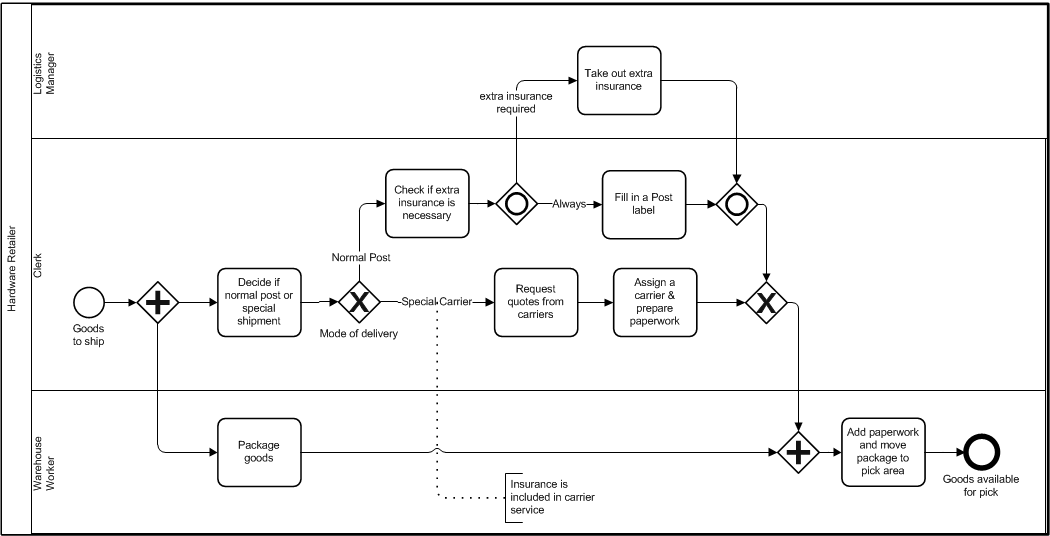 Hardware Retailer
Logistics
Manager
Take out extra
insurance
extra insurance
required
Clerk
Check if extra
insurance is
necessary
Always
Fill in a Post
label
Normal Post
Goods
to ship
Decide if
normal post or
special
shipment
Mode of delivery
Special Carrier
Request
quotes from
carriers
Assign a
carrier &
prepare
paperwork
Warehouse
Worker
Package
goods
Add paperwork
and move
package to
pick area
Goods available
for pick
Insurance is
included in carrier
service